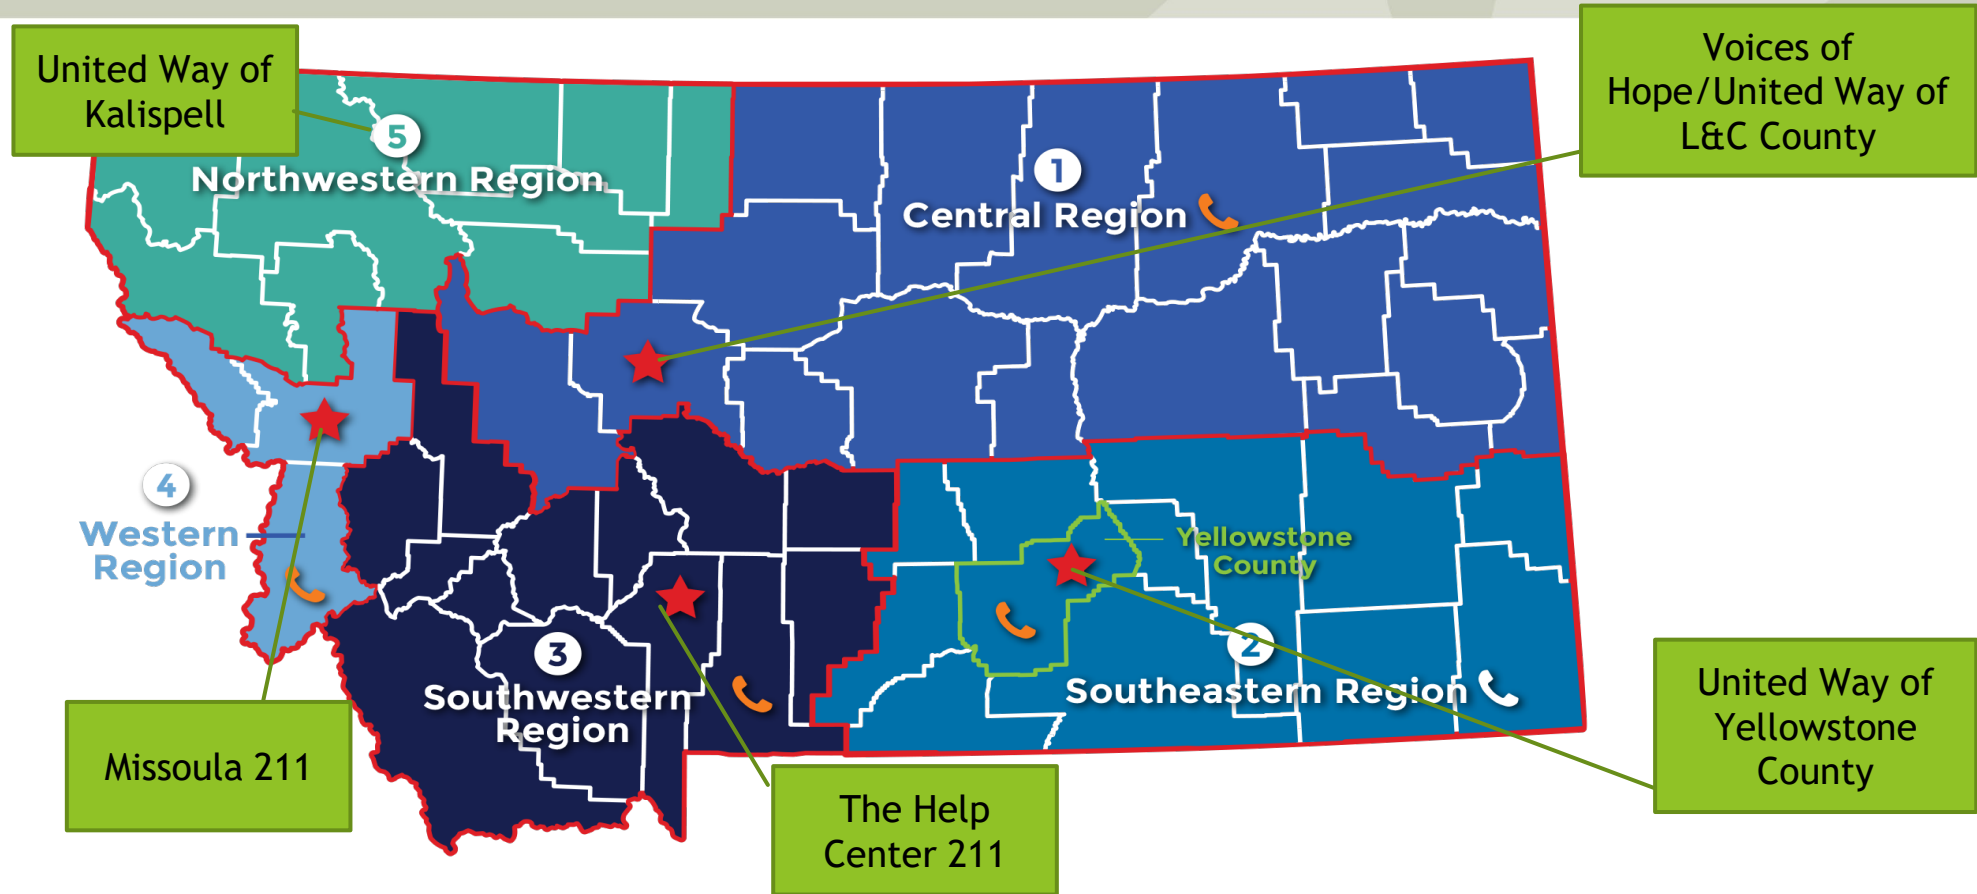 United Way of
Kalispell
Voices of
Hope/United Way of
L&C County
5
Northwestern Region
1
Central Region
4
Western
Region
Yellowstone
County
3
Southwestern
Region
2
Southeastern Region
Missoula 211
The Help
Center 211
United Way of
Yellowstone
County